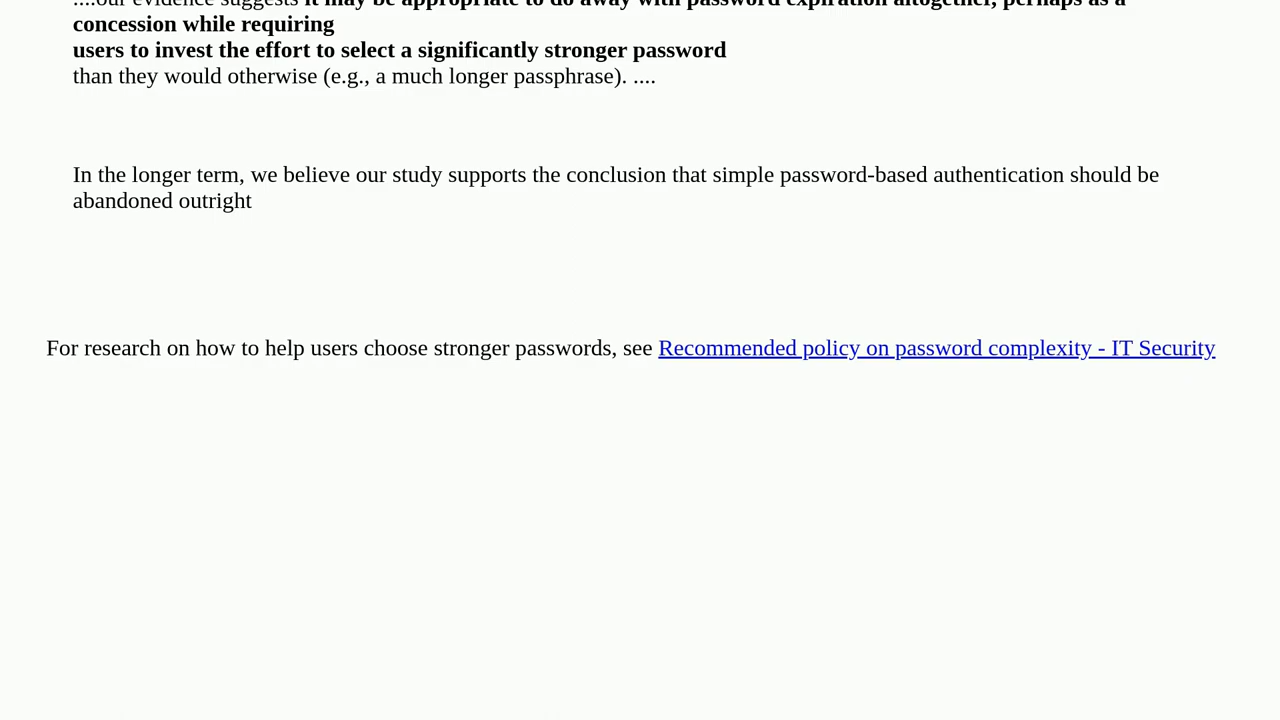 ....our evidence suggests it may be appropriate to do away with password expiration altogether, perhaps as a
concession while requiring
users to invest the effort to select a significantly stronger password
than they would otherwise (e.g., a much longer passphrase). ....
In the longer term, we believe our study supports the conclusion that simple password-based authentication should be
abandoned outright
For research on how to help users choose stronger passwords, see Recommended policy on password complexity - IT Security